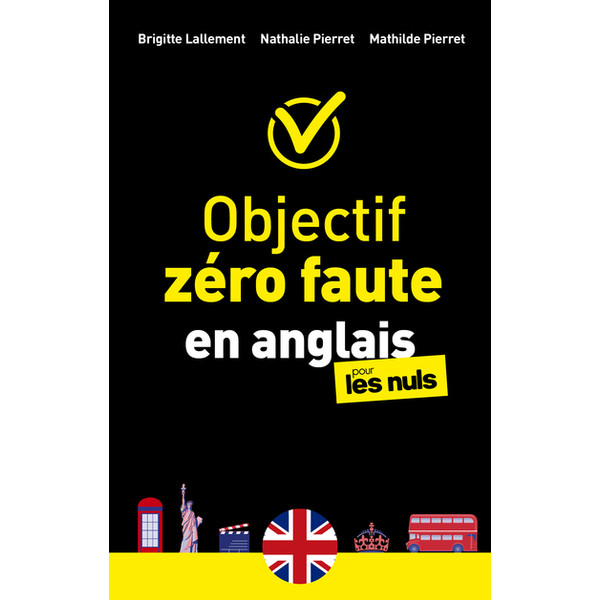 Brigitte Lallement Nathalie Pierret Mathilde Pierret
Objectif
zéro faute
en anglais
pour
les nuls